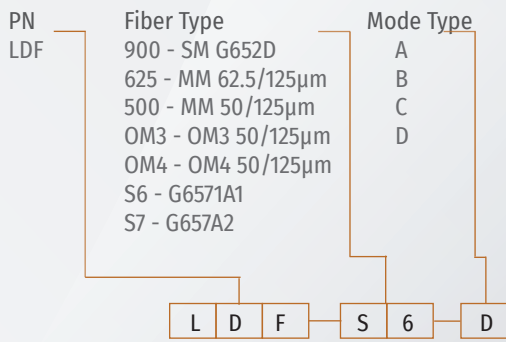 PN Fiber Type Mode Type
LDF 900 - SM G652D A
625 - MM 62.5/125µm B
500 - MM 50/125µm C
OM3 - OM3 50/125µm D
OM4 - OM4 50/125µm
S6 - G6571A1
S7 - G657A2
L D F S 6 D